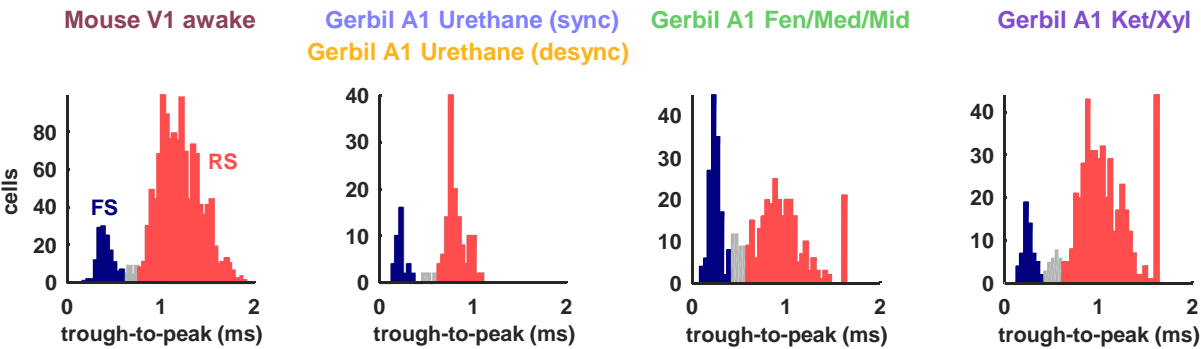 Mouse V1 awake
Gerbil A1 Urethane (sync)
Gerbil A1 Urethane (desync)
Gerbil A1 Fen/Med/Mid
Gerbil A1 Ket/Xyl
cells
80
60
40
20
0
FS
RS
0 1 2
trough-to-peak (ms)
40
30
20
10
0
0 1 2
trough-to-peak (ms)
40
30
20
10
0
0 1 2
trough-to-peak (ms)
40
30
20
10
0
0 1 2
trough-to-peak (ms)